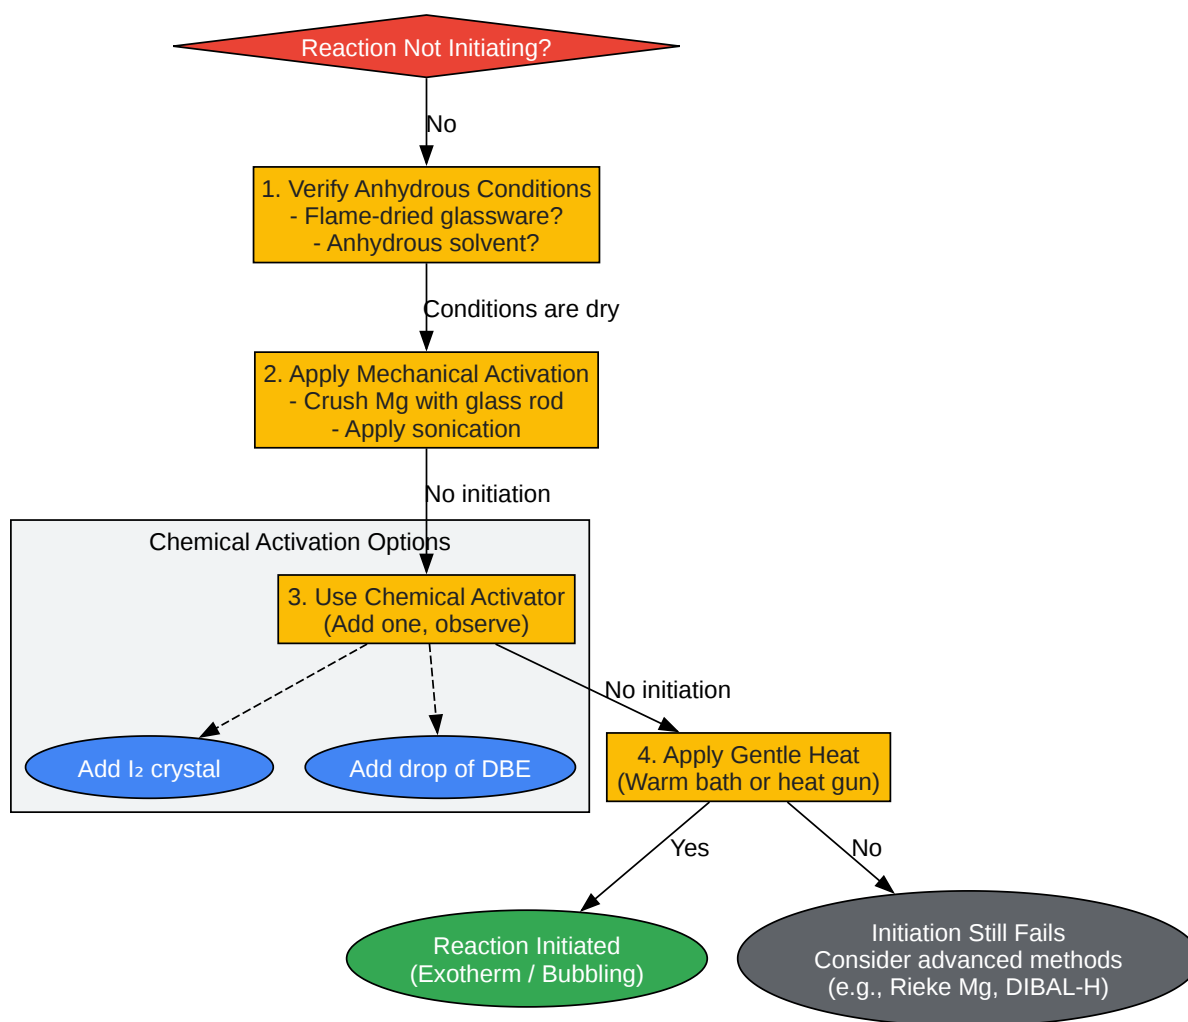 Reaction Not Initiating?
No
1. Verify Anhydrous Conditions
- Flame-dried glassware?
- Anhydrous solvent?
Conditions are dry
2. Apply Mechanical Activation
- Crush Mg with glass rod
- Apply sonication
No initiation
Chemical Activation Options
3. Use Chemical Activator
(Add one, observe)
No initiation
Add I₂ crystal
Add drop of DBE
4. Apply Gentle Heat
(Warm bath or heat gun)
Yes
No
Reaction Initiated
(Exotherm / Bubbling)
Initiation Still Fails
Consider advanced methods
(e.g., Rieke Mg, DIBAL-H)